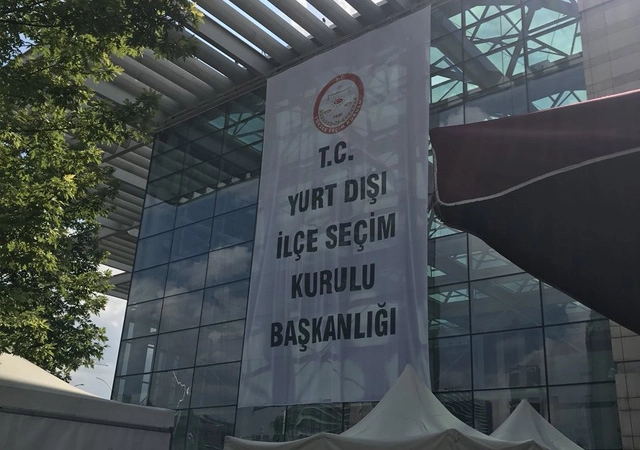 T.C.
YURT DIŞI
İLÇE SEÇİM
KURULU
BAŞKANLIĞI